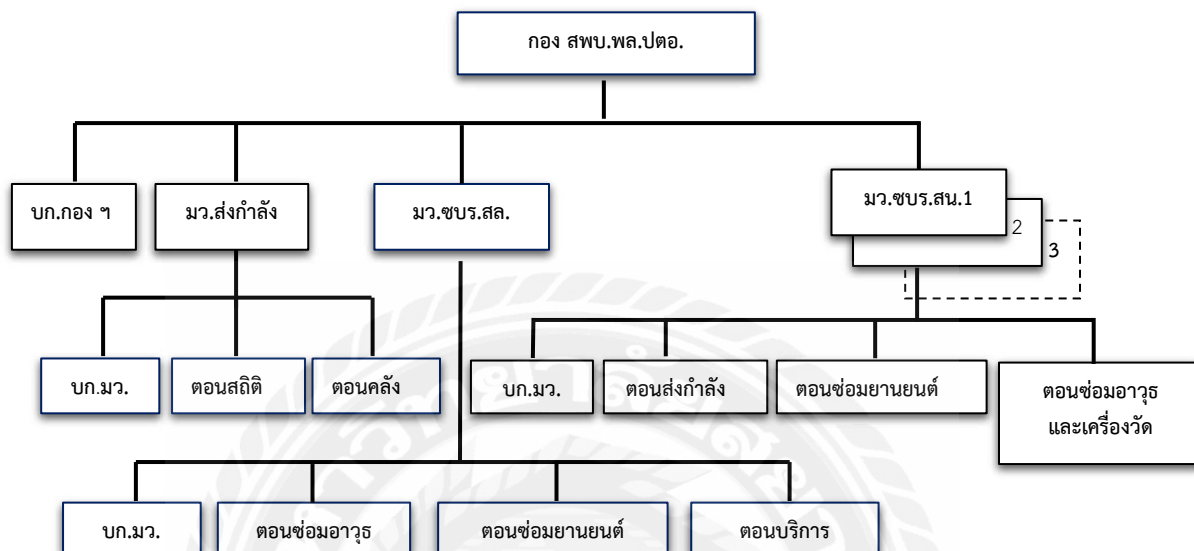 กอง สพบ.พล.ปตอ.
บก.กอง ฯ
มว.ส่งกำลัง
มว.ซบร.สล.
มว.ซบร.สน.1
2
3
บก.มว.
ตอนสถิติ
ตอนคลัง
บก.มว.
ตอนส่งกำลัง
ตอนซ่อมยานยนต์
ตอนซ่อมอาวุธ
และเครื่องวัด
บก.มว.
ตอนซ่อมอาวุธ
ตอนซ่อมยานยนต์
ตอนบริการ